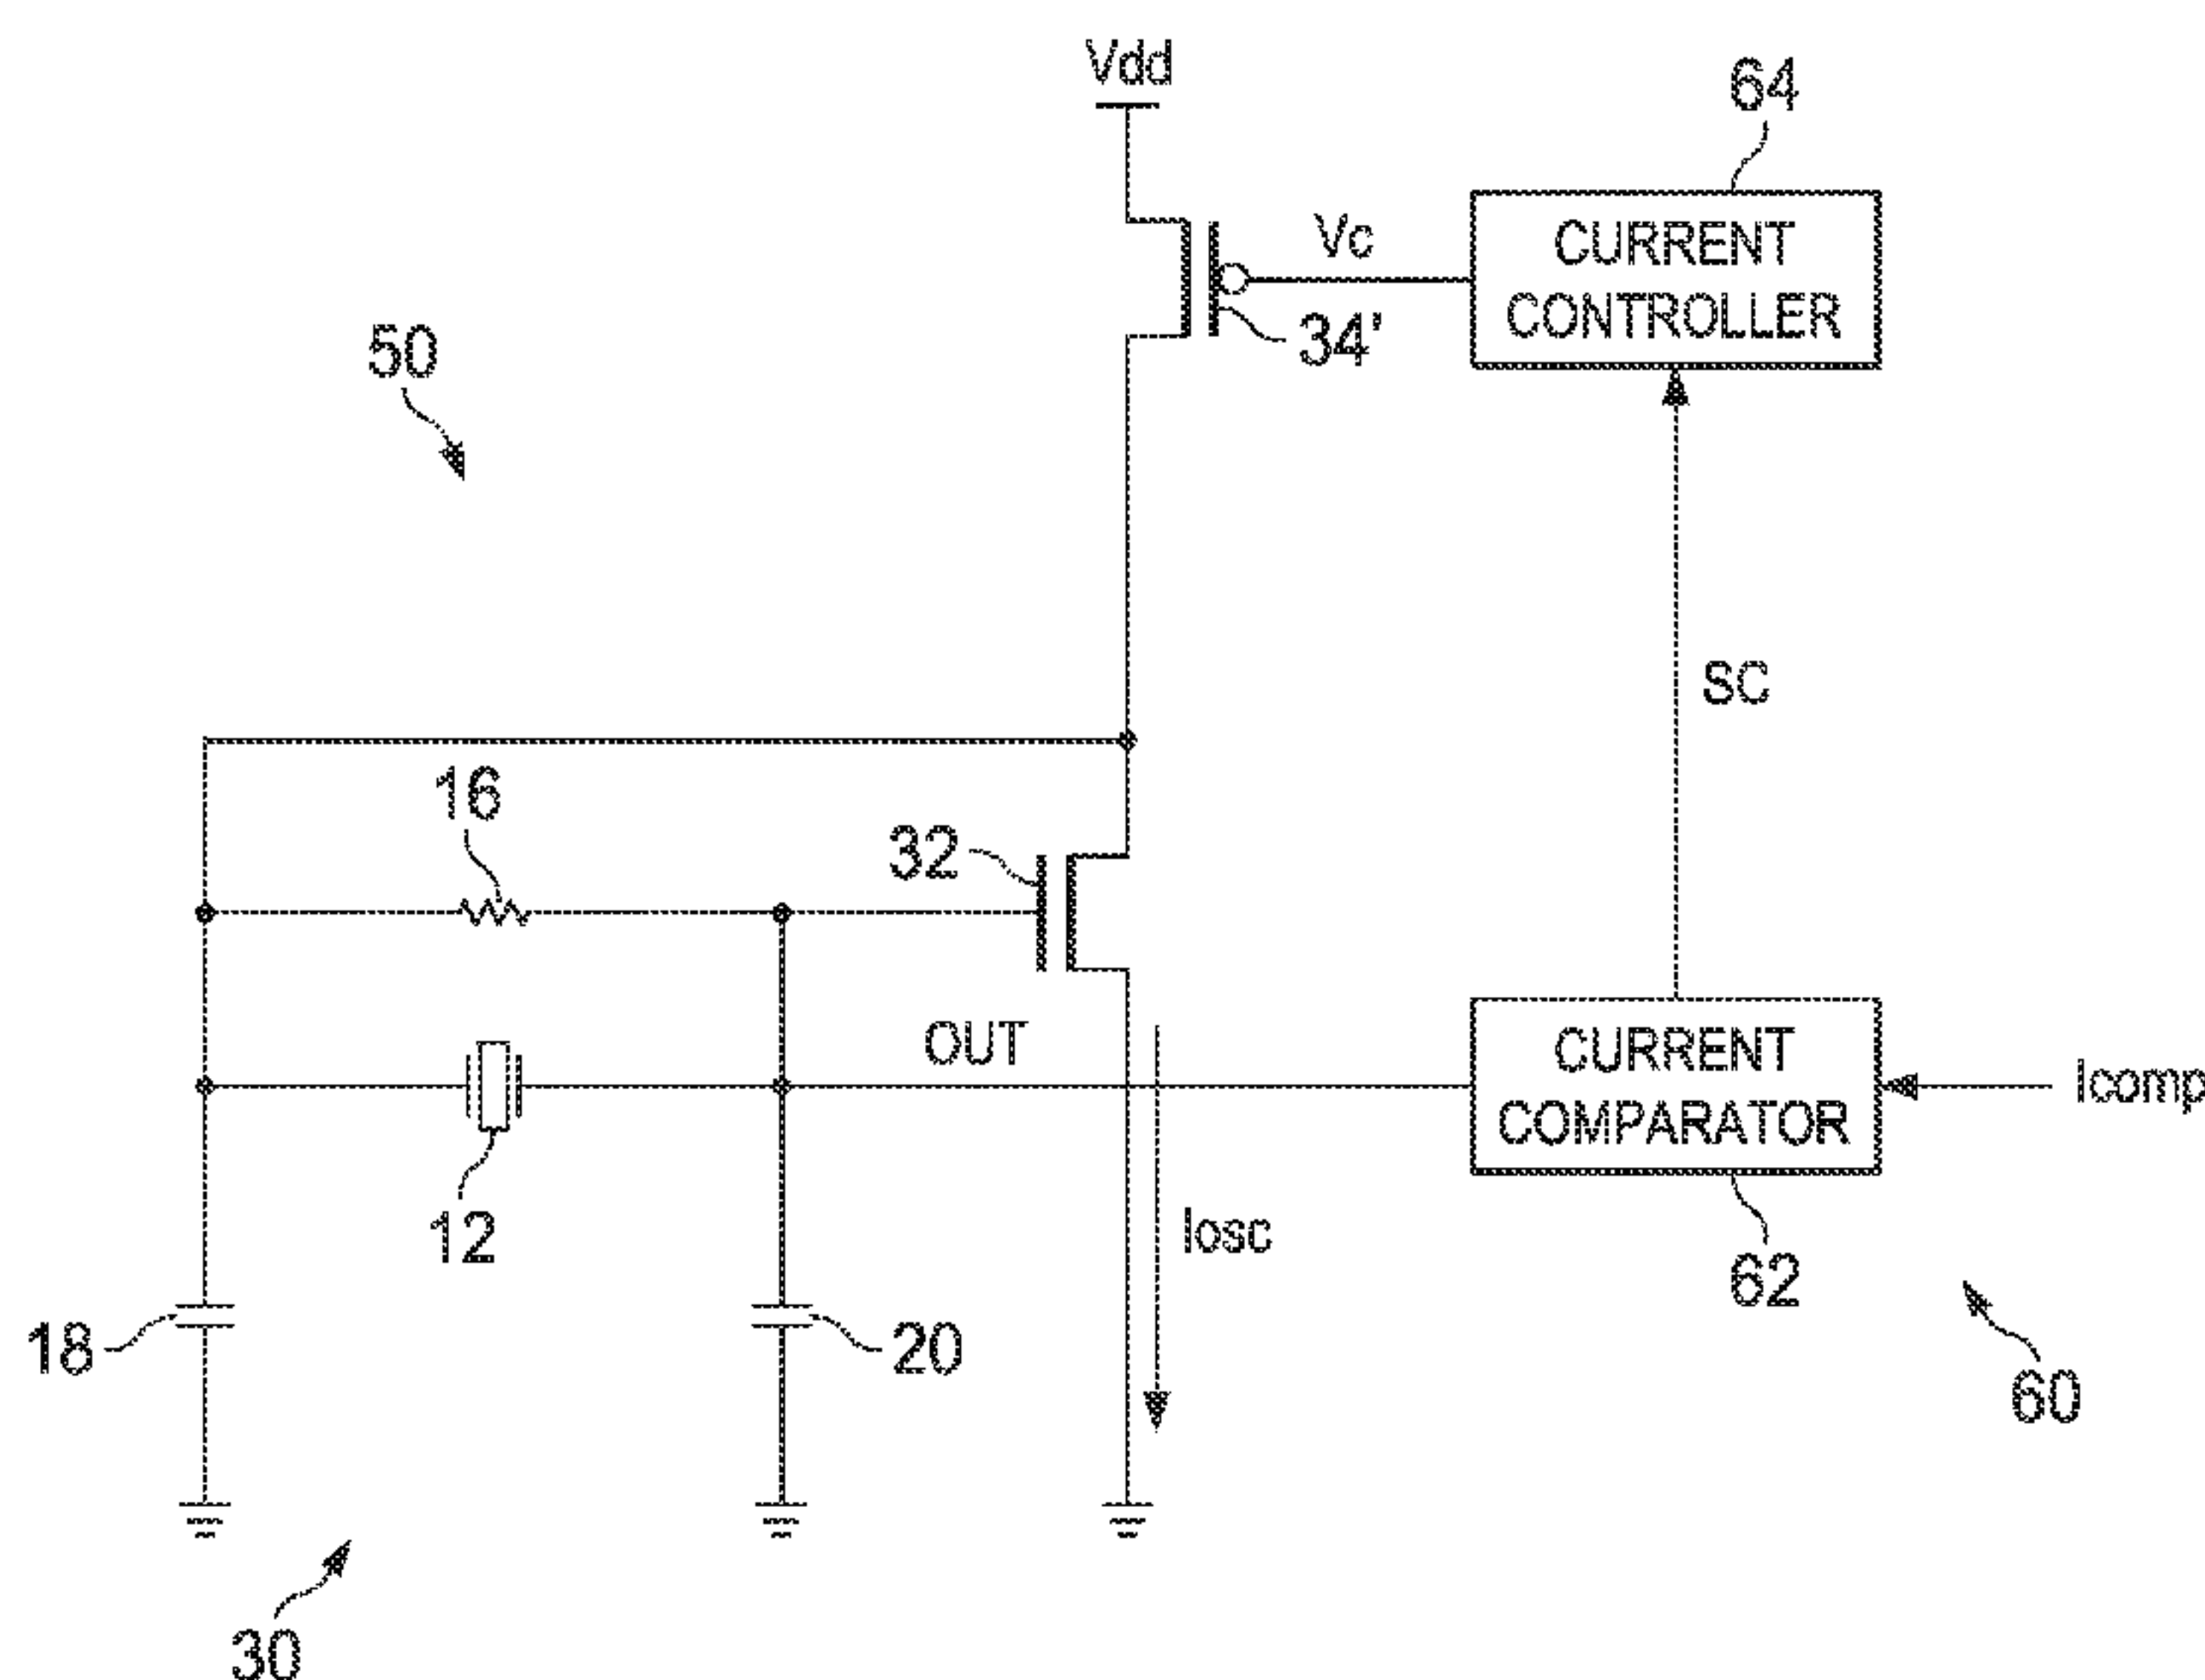 Vdd
64
CURRENT
CONTROLLER
Vc
34'
50
SC
16
32
OUT
CURRENT
COMPARATOR
Icomp
12
Iosc
62
18
20
60
30